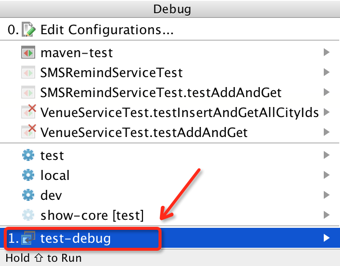 Debug
0. Edit Configurations...
maven-test
SMSRemindServiceTest
SMSRemindServiceTest.testAddAndGet
VenueServiceTest.testInsertAndGetAllCityIds
VenueServiceTest.testAddAndGet
test
local
dev
show-core [test]
1. test-debug
Hold ⇧ to Run